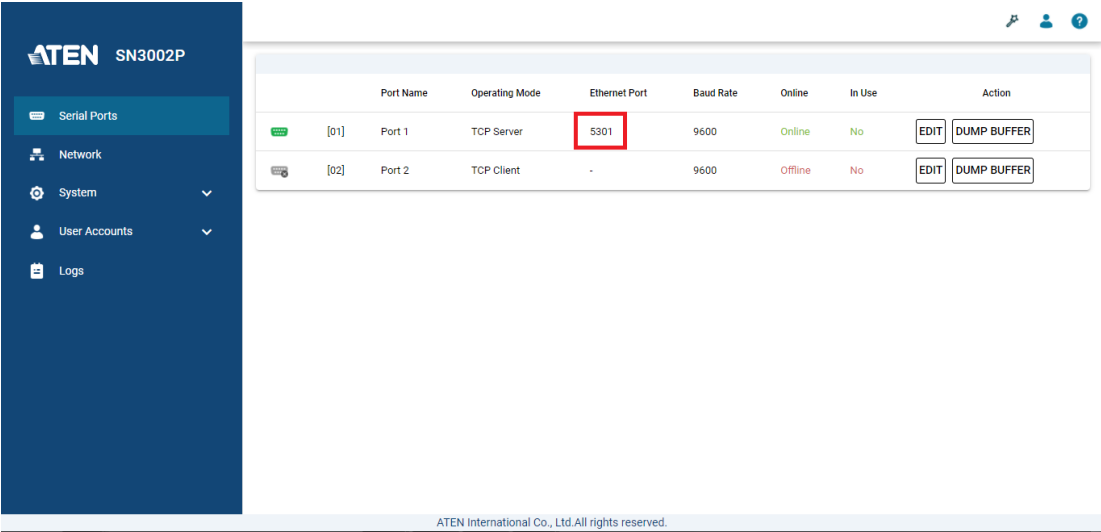 ATEN SN3002P
Serial Ports
Network
System
User Accounts
Logs
Port Name Operating Mode Ethernet Port Baud Rate Online In Use Action
[01] Port 1 TCP Server 5301 9600 Online No EDIT DUMP BUFFER
[02] Port 2 TCP Client - 9600 Offline No EDIT DUMP BUFFER
ATEN International Co., Ltd.All rights reserved.